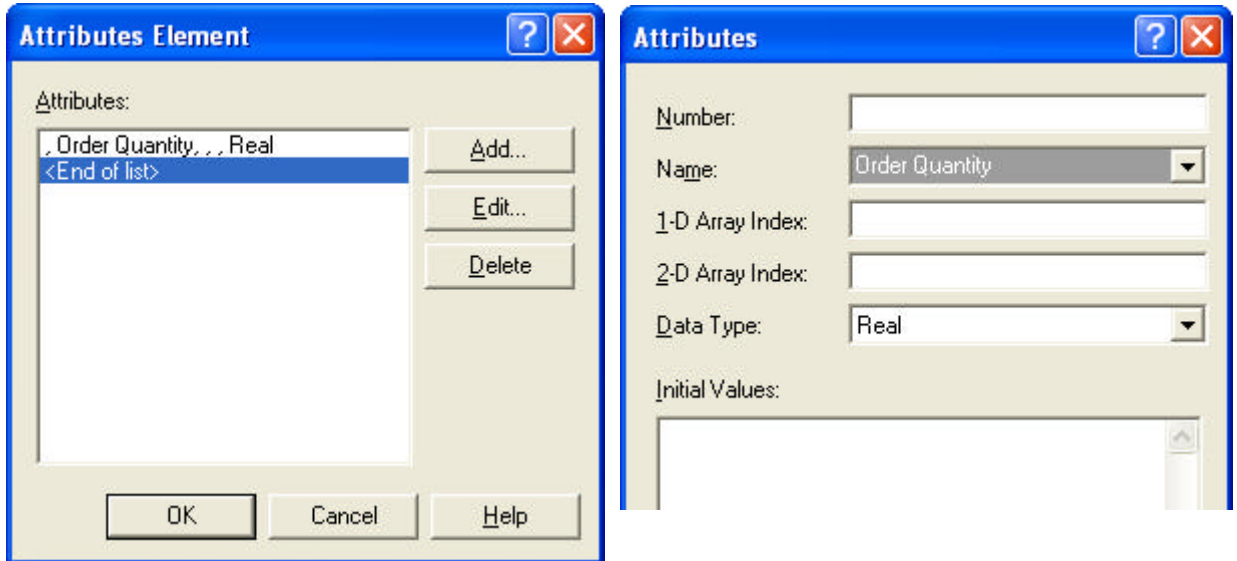 Attributes Element
?
Attributes:
, Order Quantity, , , Real
<End of list>
Add...
Edit...
Delete
OK
Cancel
Help
Attributes
?
Number:
Name:
Order Quantity
1-D Array Index:
2-D Array Index:
Data Type:
Real
Initial Values: